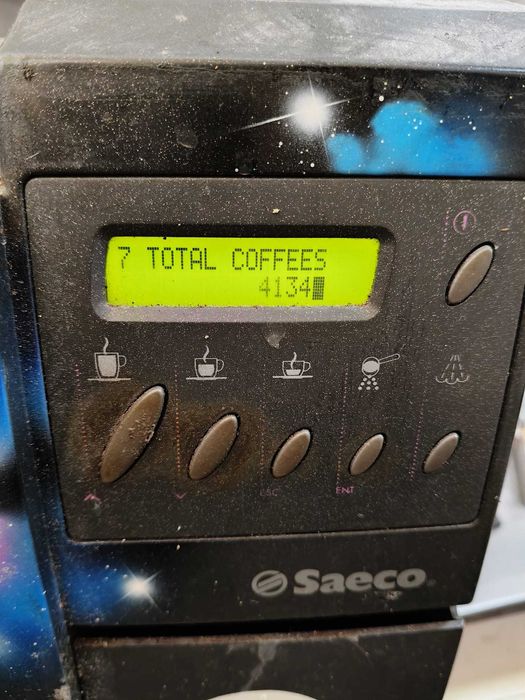 7 TOTAL COFFEES
4134
ESC
ENT
Saeco